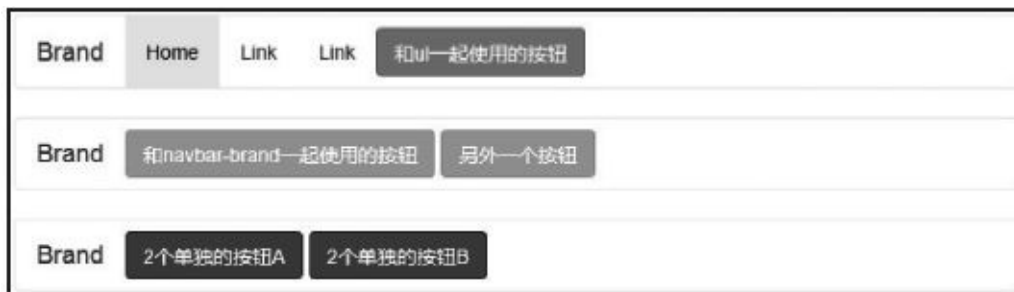 Brand Home Link Link 和ul一起使用的按钮
Brand 和navbar-brand一起使用的按钮 另外一个按钮
Brand 2个单独的按钮A 2个单独的按钮B